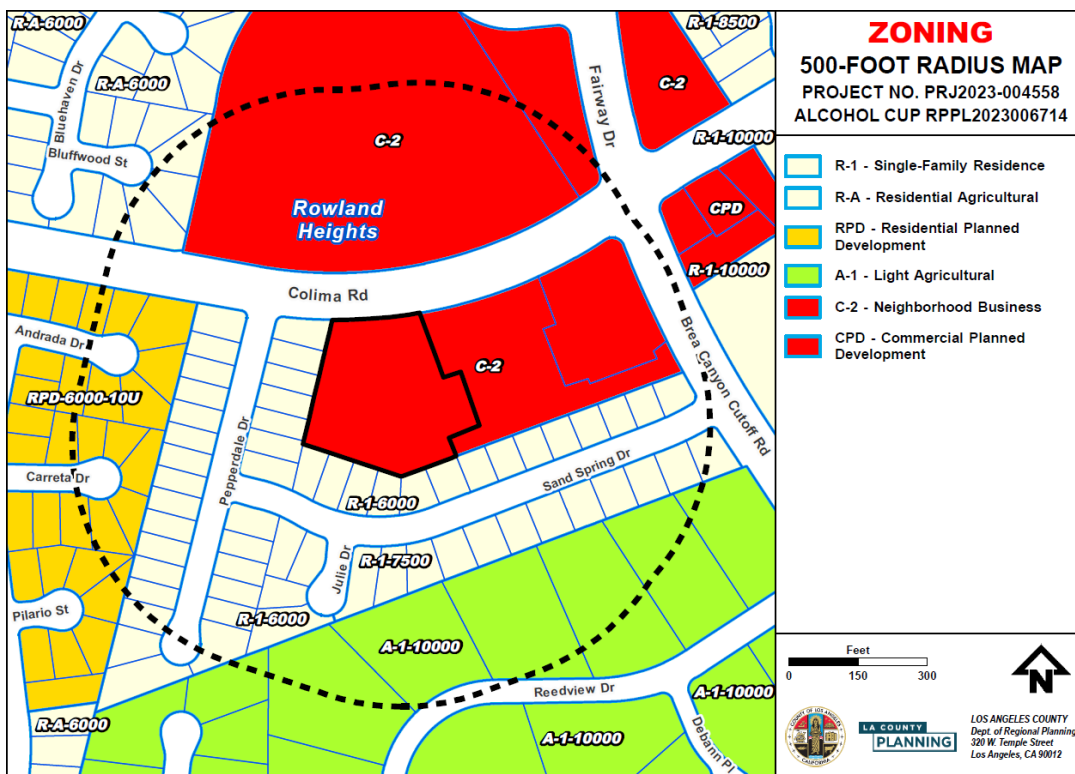 R-A-6000
R-A-6000
Bluehaven Dr
Bluffwood St
C-2
Rowland
Heights
Fairway Dr
R-1-8500
C-2
R-1-10000
CPD
R-1-10000
Colima Rd
Andrada Dr
RPD-6000-10U
Carreta Dr
Pepperdale Dr
C-2
Brea Canyon Cutoff Rd
Sand Spring Dr
R-1-6000
R-1-7500
Julie Dr
R-1-6000
Pilario St
A-1-10000
Reedview Dr
A-1-10000
R-A-6000
A-1-10000
Debann Pl
ZONING
500-FOOT RADIUS MAP
PROJECT NO. PRJ2023-004558
ALCOHOL CUP RPPL2023006714
R-1 - Single-Family Residence
R-A - Residential Agricultural
RPD - Residential Planned
Development
A-1 - Light Agricultural
C-2 - Neighborhood Business
CPD - Commercial Planned
Development
Feet
0 150 300
N
COUNTY OF LOS ANGELES
CALIFORNIA
LA COUNTY
PLANNING
LOS ANGELES COUNTY
Dept. of Regional Planning
320 W. Temple Street
Los Angeles, CA 90012